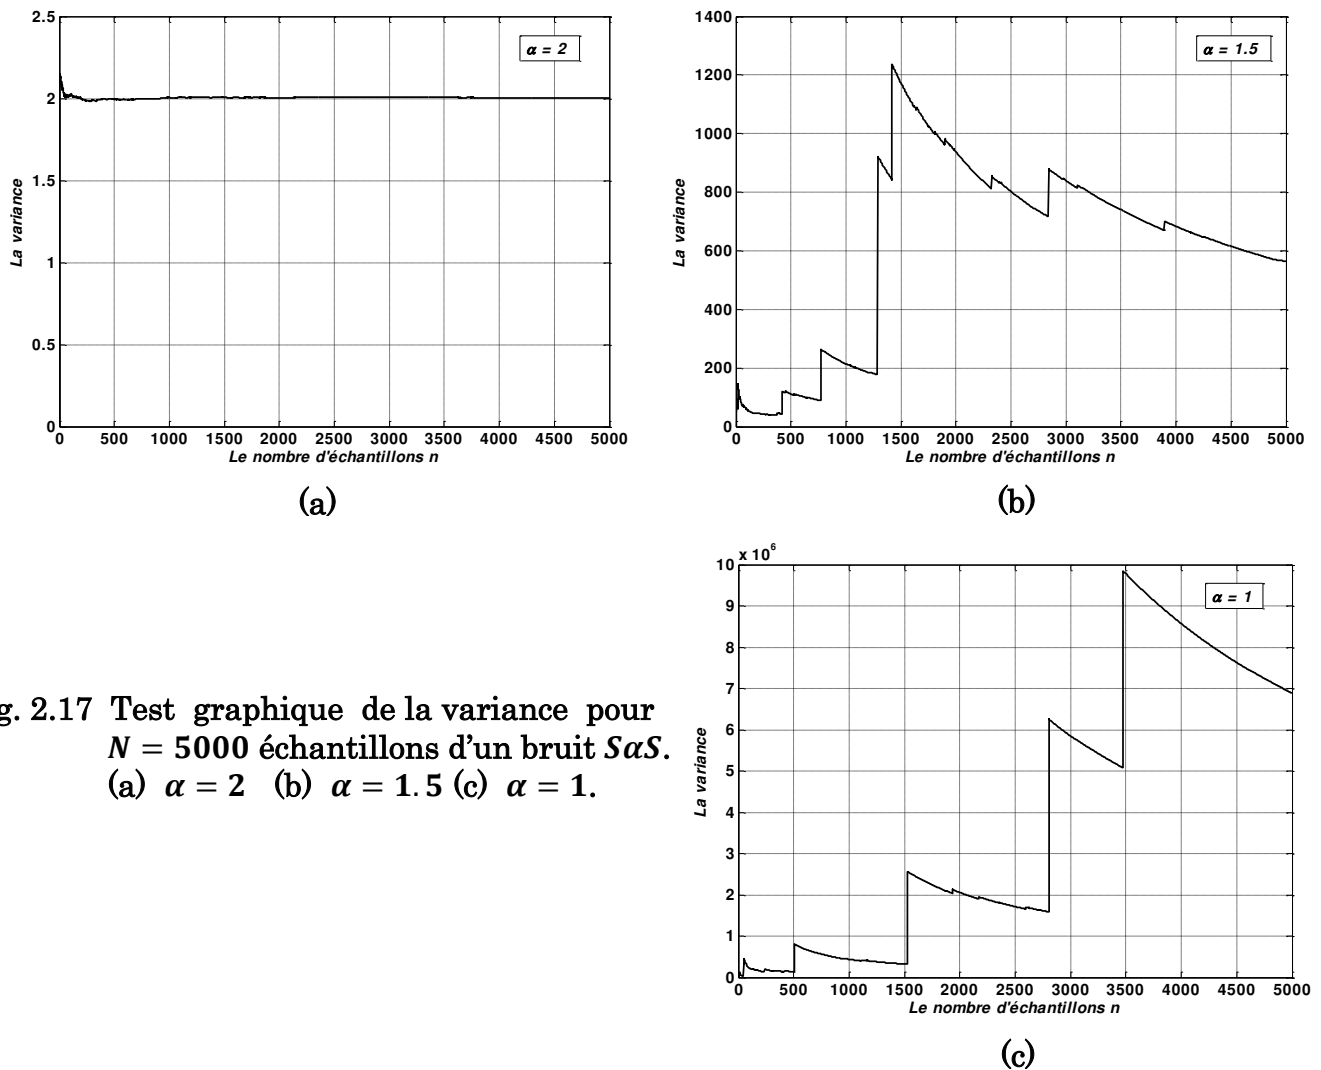 2.5
2
1.5
1
0.5
0
α = 2
La variance
0 500 1000 1500 2000 2500 3000 3500 4000 4500 5000
Le nombre d'échantillons n
(a)
1400
1200
1000
800
600
400
200
0
α = 1.5
La variance
0 500 1000 1500 2000 2500 3000 3500 4000 4500 5000
Le nombre d'échantillons n
(b)
g. 2.17 Test graphique de la variance pour
N = 5000 échantillons d'un bruit SαS.
(a) α = 2 (b) α = 1.5 (c) α = 1.
x 10⁶
10
9
8
7
6
5
4
3
2
1
0
α = 1
La variance
0 500 1000 1500 2000 2500 3000 3500 4000 4500 5000
Le nombre d'échantillons n
(c)